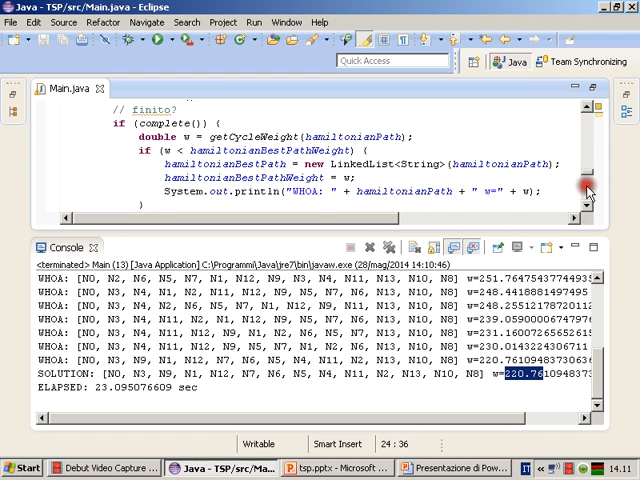 Java - TSP/src/Main.java - Eclipse
File Edit Source Refactor Navigate Search Project Run Window Help
Quick Access
Java
Team Synchronizing
Main.java
// finito?
if (complete()) {
double w = getCycleWeight(hamiltonianPath);
if (w < hamiltonianBestPathWeight) {
hamiltonianBestPath = new LinkedList<String>(hamiltonianPath);
hamiltonianBestPathWeight = w;
System.out.println("WHOA: " + hamiltonianPath + " w=" + w);
}
Console
<terminated> Main (13) [Java Application] C:\Programmi\Java\jre7\bin\javaw.exe (28/mag/2014 14:10:46)
WHOA: [N0, N2, N6, N5, N7, N1, N12, N9, N3, N4, N11, N13, N10, N8] w=251.7647543774493
WHOA: [N0, N3, N4, N1, N2, N11, N12, N9, N5, N7, N6, N13, N10, N8] w=248.4418881497495
WHOA: [N0, N3, N4, N2, N6, N5, N7, N1, N12, N9, N11, N13, N10, N8] w=248.2551217872011
WHOA: [N0, N3, N4, N11, N2, N1, N12, N9, N5, N7, N6, N13, N10, N8] w=239.0590000674797
WHOA: [N0, N3, N4, N11, N12, N9, N1, N2, N6, N5, N7, N13, N10, N8] w=231.1600726565261
WHOA: [N0, N3, N4, N11, N12, N9, N5, N7, N1, N2, N6, N13, N10, N8] w=230.0143224306711
WHOA: [N0, N3, N9, N1, N12, N7, N6, N5, N4, N11, N2, N13, N10, N8] w=220.7610948373063
SOLUTION: [N0, N3, N9, N1, N12, N7, N6, N5, N4, N11, N2, N13, N10, N8] w=220.7610948373
ELAPSED: 23.095076609 sec
Writable
Smart Insert
24 : 36
Start
Debut Video Capture ...
Java - TSP/src/Ma...
tsp.pptx - Microsoft ...
Presentazione di Pow...
IT
14.11